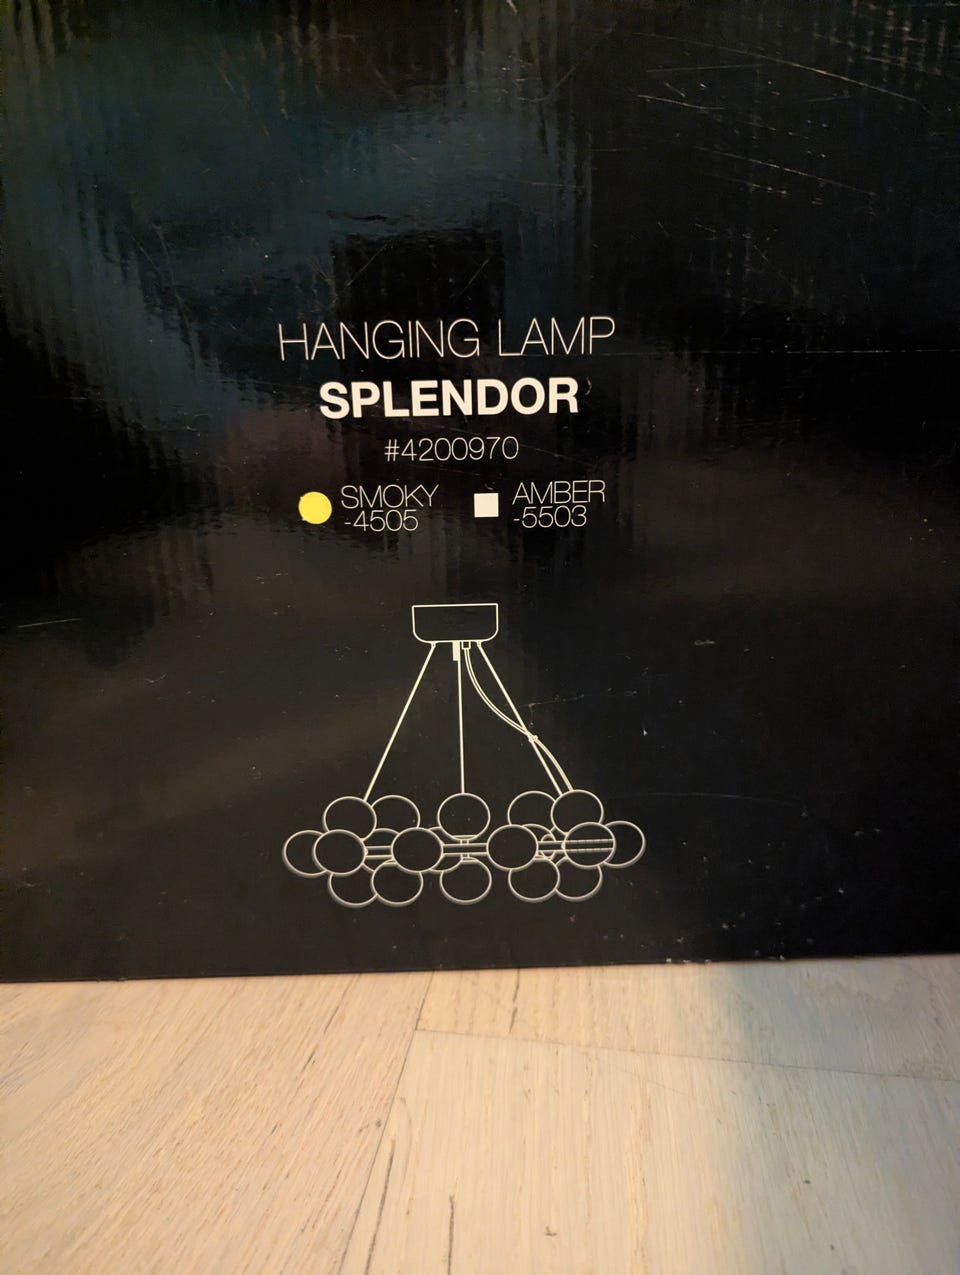 HANGING LAMP
SPLENDOR
#4200970
SMOKY AMBER
-4505 -5503